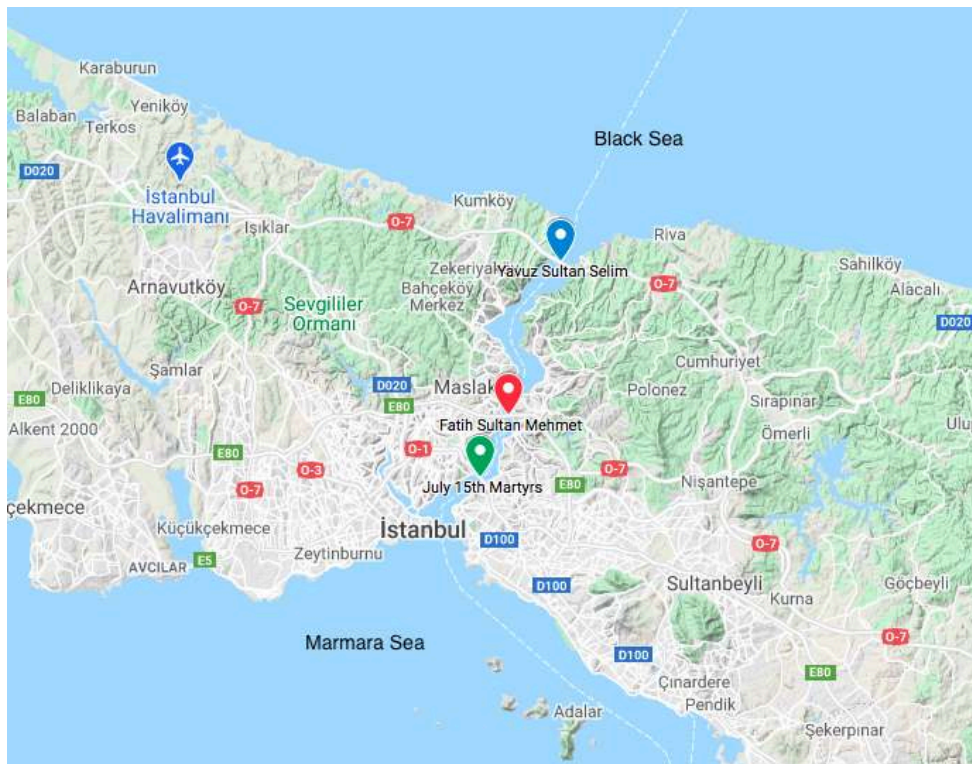 Karaburun
Yeniköy
Balaban
Terkos
Black Sea
D020
İstanbul
Havalimanı
Kumköy
O-7
Işıklar
Riva
Zekeriyaköy
Yavuz Sultan Selim
Sahilköy
Arnavutköy
Bahçeköy
Merkez
O-7
Alacalı
O-7
Sevgililer
Ormanı
D020
Şamlar
Cumhuriyet
Deliklikaya
Maslak
D020
Polonez
E80
E80
Sırapınar
Alkent 2000
Fatih Sultan Mehmet
Ömerli
O-1
E80
O-3
O-7
July 15th Martyrs
E80
Nişantepe
O-7
çekmece
Küçükçekmece
İstanbul
D100
Zeytinburnu
O-7
AVCILAR
E5
D100
Sultanbeyli
Göçbeyli
Kurna
Marmara Sea
O-7
D100
E80
Çınardere
Pendik
Adalar
Şekerpınar